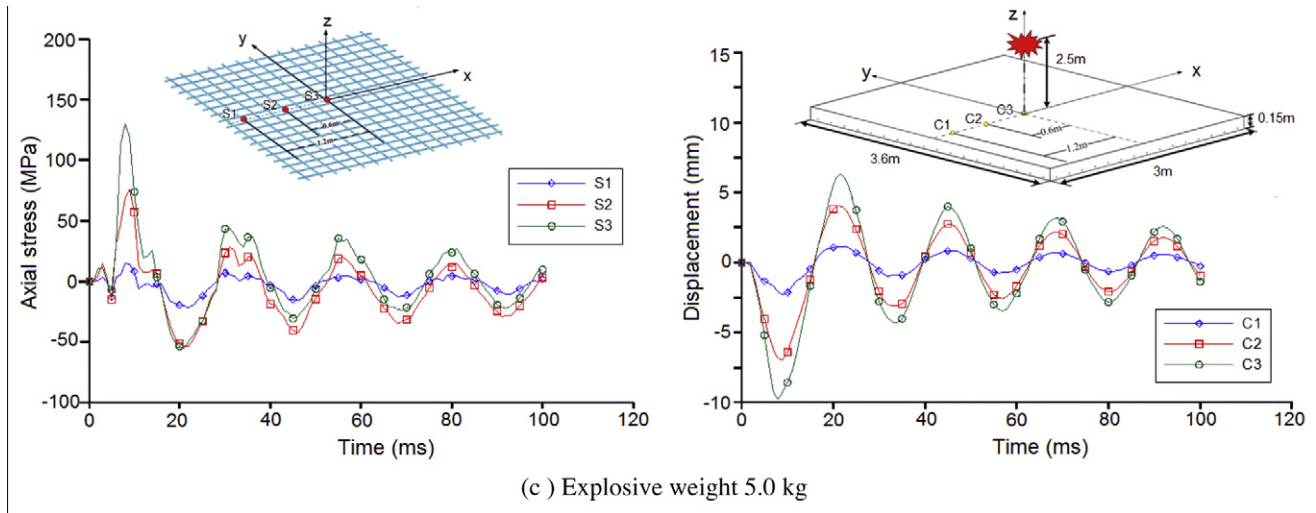 200
150
100
50
0
-50
-100
Axial stress (MPa)
0 20 40 60 80 100 120
Time (ms)
z
y
x
S3
S2
S1
0.6m
1.2m
S1
S2
S3
15
10
5
0
-5
-10
Displacement (mm)
0 20 40 60 80 100 120
Time (ms)
z
2.5m
y
x
C3
C2
C1
0.6m
1.2m
0.15m
3.6m
3m
C1
C2
C3
(c ) Explosive weight 5.0 kg